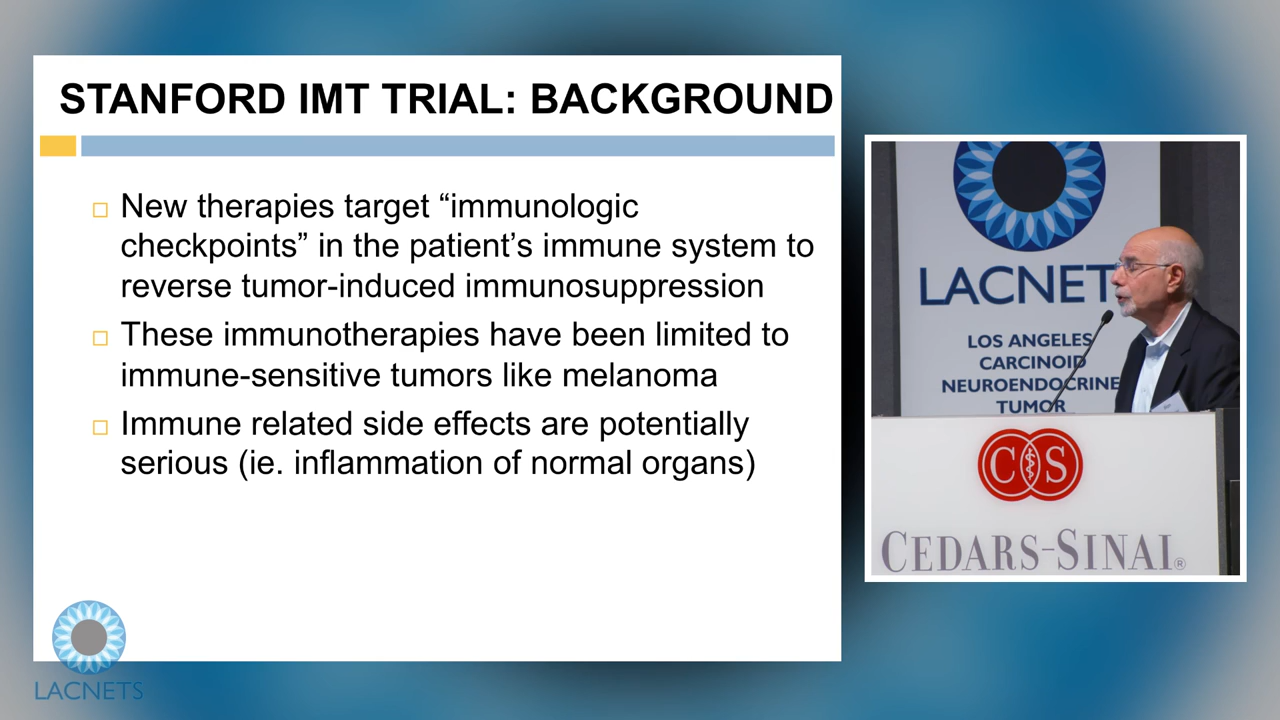 STANFORD IMT TRIAL: BACKGROUND
□ New therapies target “immunologic
checkpoints” in the patient’s immune system to
reverse tumor-induced immunosuppression
□ These immunotherapies have been limited to
immune-sensitive tumors like melanoma
□ Immune related side effects are potentially
serious (ie. inflammation of normal organs)
LACNETS
LACNET
LOS ANGELES
CARCINOID
NEUROENDOCRINE
TUMOR
C S
CEDARS-SINAI®